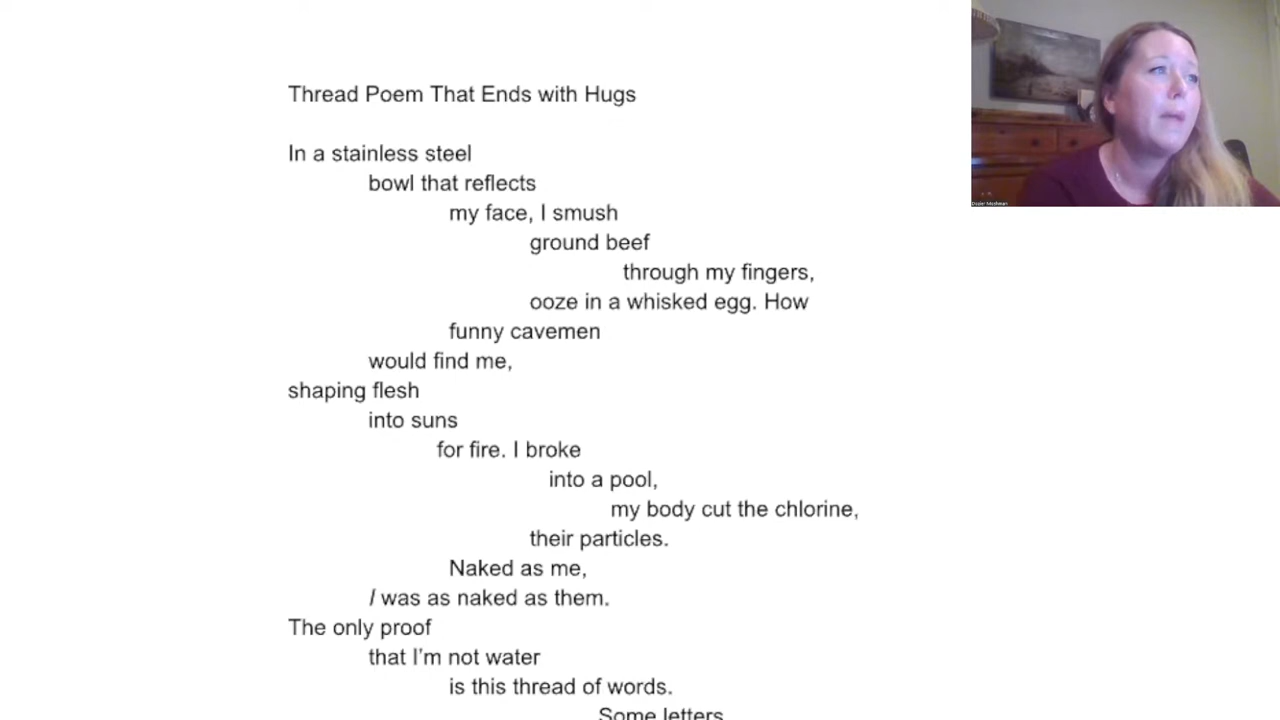 Thread Poem That Ends with Hugs
In a stainless steel
bowl that reflects
my face, I smush
ground beef
through my fingers,
ooze in a whisked egg. How
funny cavemen
would find me,
shaping flesh
into suns
for fire. I broke
into a pool,
my body cut the chlorine,
their particles.
Naked as me,
I was as naked as them.
The only proof
that I'm not water
is this thread of words.
Some letters